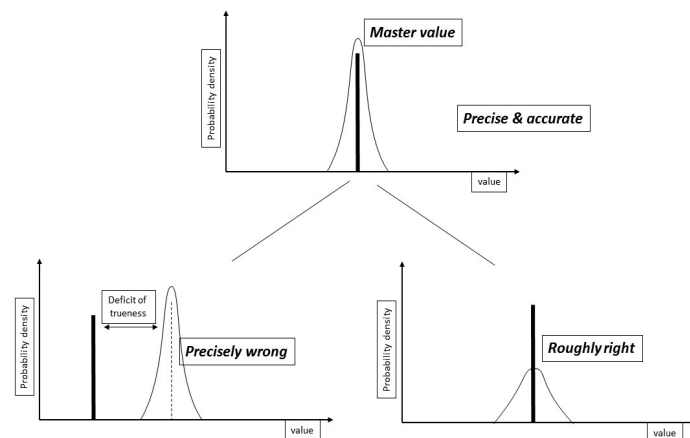 Master value
Probability density
Precise & accurate
value
Deficit of
trueness
Probability density
Precisely wrong
value
Probability density
Roughly right
value